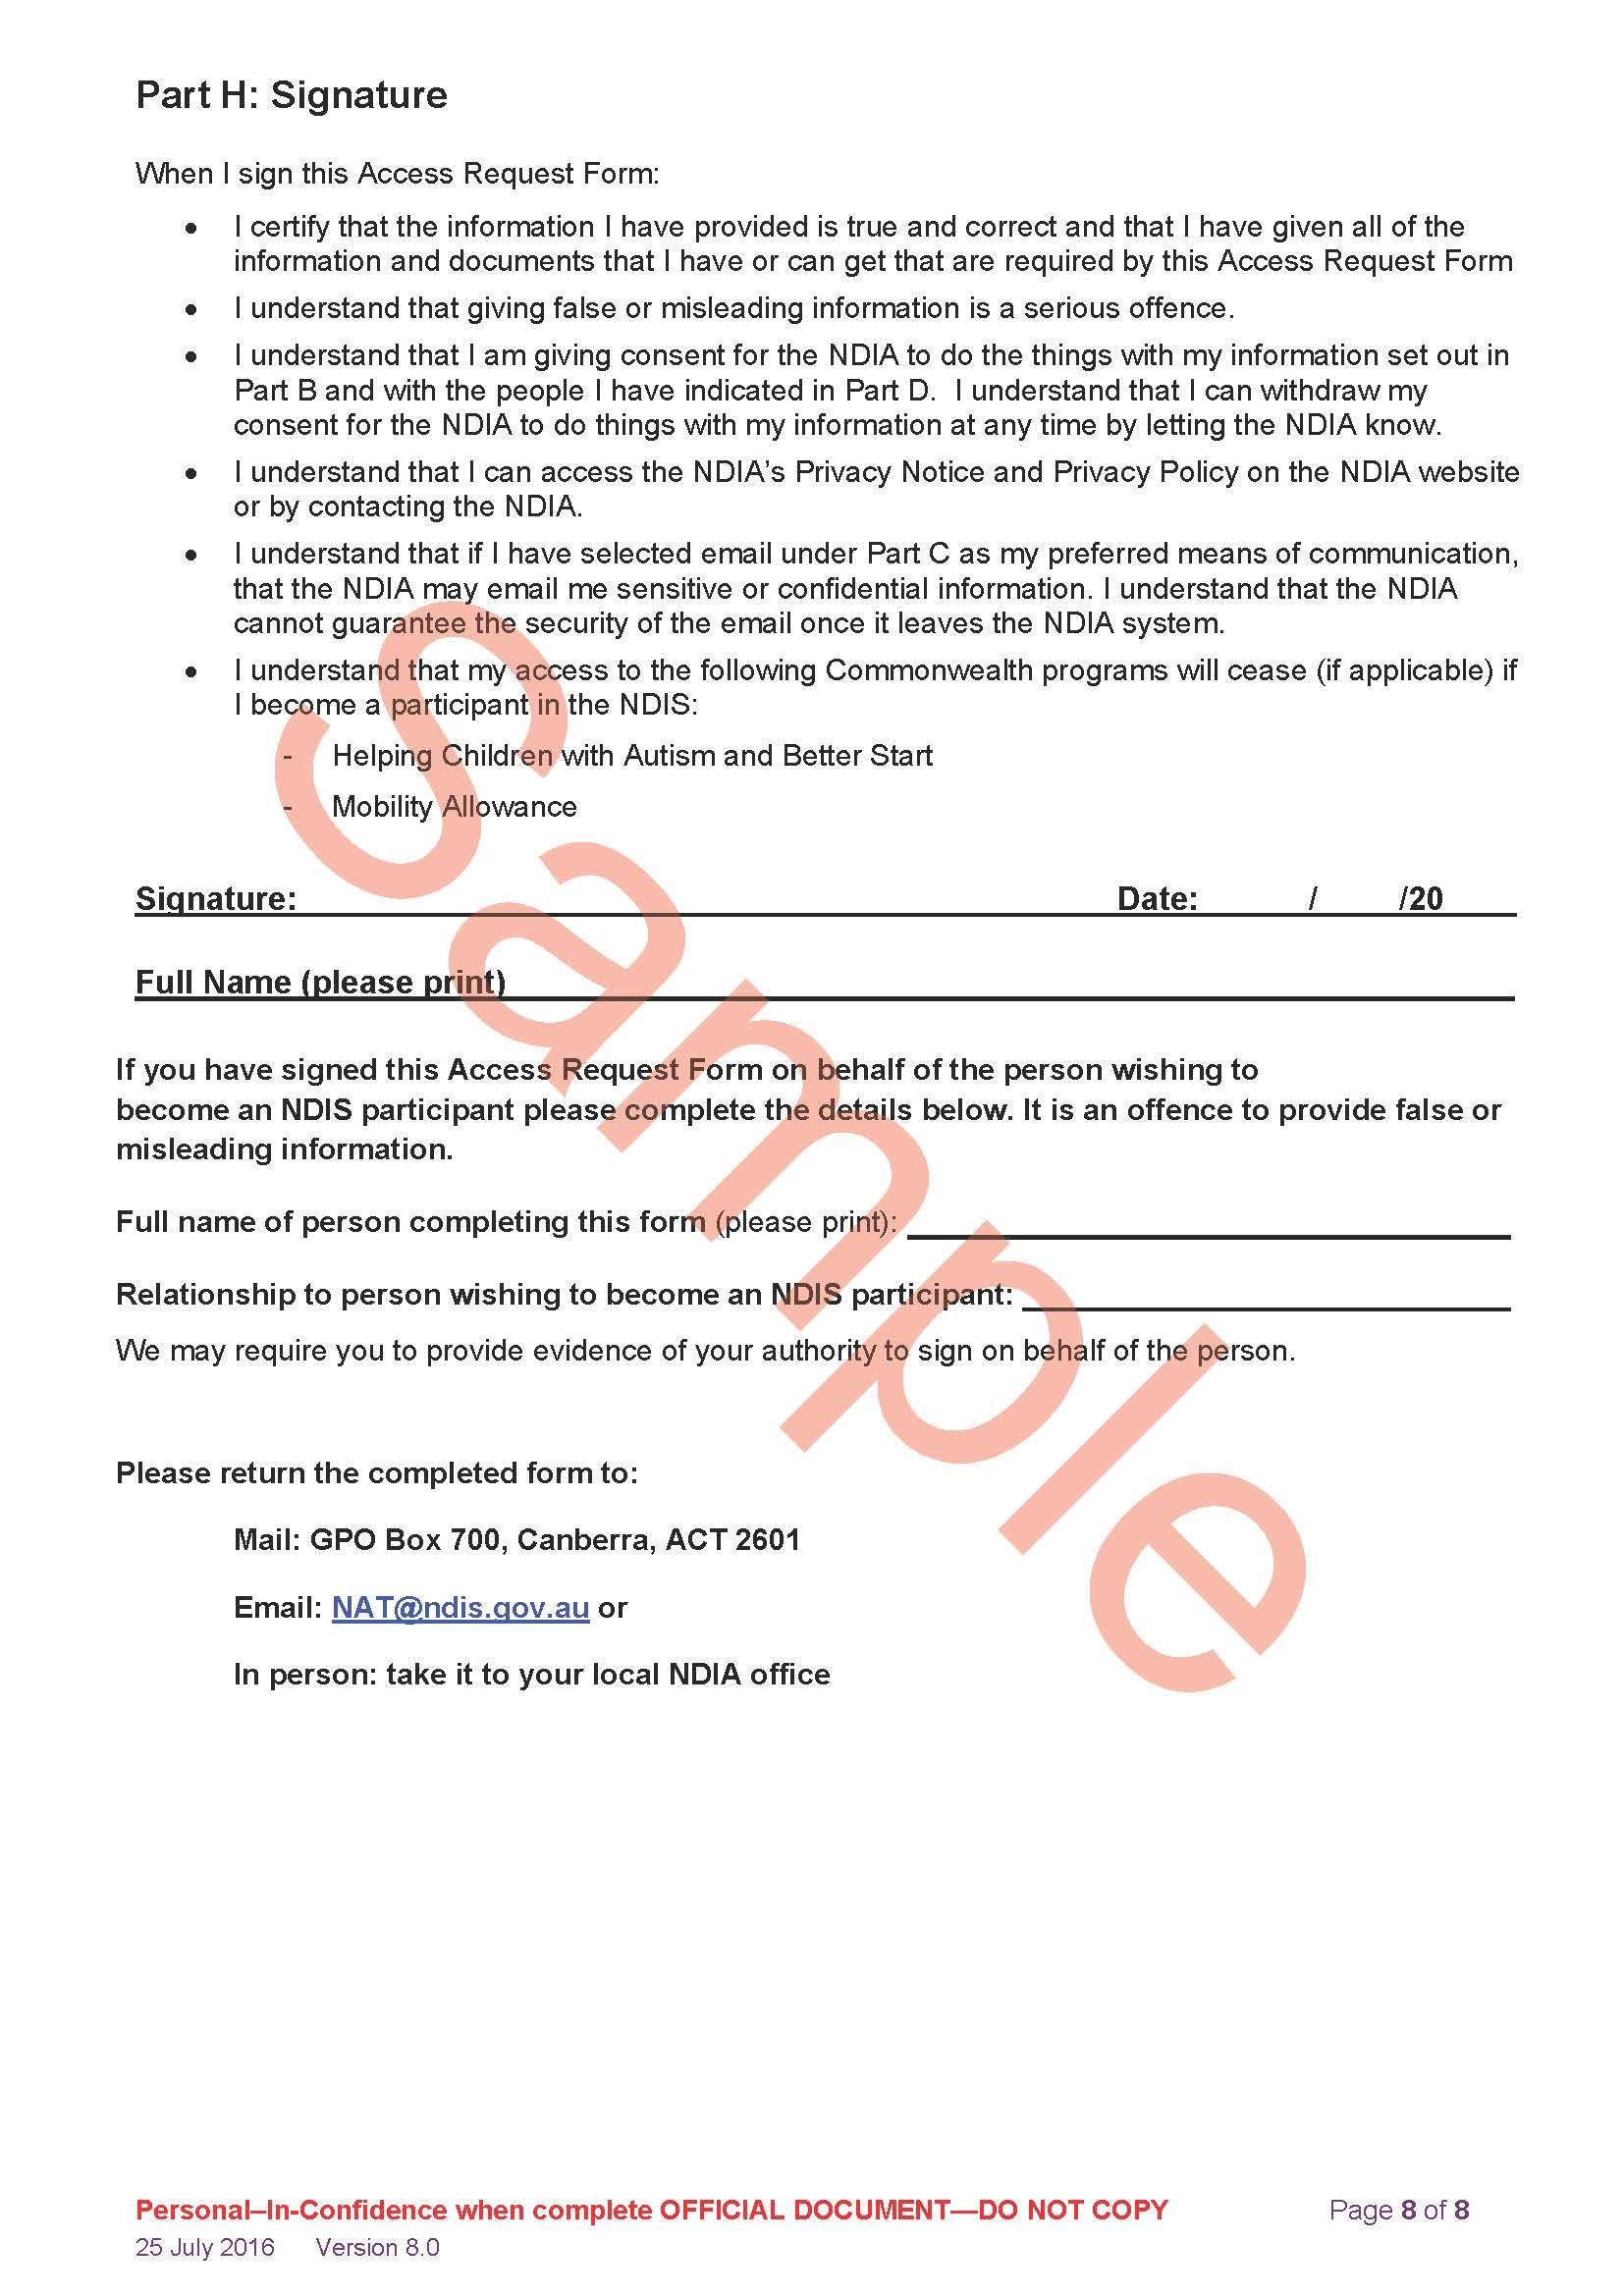 Part H: Signature
When I sign this Access Request Form:
• I certify that the information I have provided is true and correct and that I have given all of the
information and documents that I have or can get that are required by this Access Request Form
• I understand that giving false or misleading information is a serious offence.
• I understand that I am giving consent for the NDIA to do the things with my information set out in
Part B and with the people I have indicated in Part D.  I understand that I can withdraw my
consent for the NDIA to do things with my information at any time by letting the NDIA know.
• I understand that I can access the NDIA’s Privacy Notice and Privacy Policy on the NDIA website
or by contacting the NDIA.
• I understand that if I have selected email under Part C as my preferred means of communication,
that the NDIA may email me sensitive or confidential information. I understand that the NDIA
cannot guarantee the security of the email once it leaves the NDIA system.
• I understand that my access to the following Commonwealth programs will cease (if applicable) if
I become a participant in the NDIS:
- Helping Children with Autism and Better Start
- Mobility Allowance
Signature: Date: / /20
Full Name (please print)
If you have signed this Access Request Form on behalf of the person wishing to
become an NDIS participant please complete the details below. It is an offence to provide false or
misleading information.
Full name of person completing this form (please print):
Relationship to person wishing to become an NDIS participant:
We may require you to provide evidence of your authority to sign on behalf of the person.
Please return the completed form to:
Mail: GPO Box 700, Canberra, ACT 2601
Email: NAT@ndis.gov.au or
In person: take it to your local NDIA office
Sample
Personal–In-Confidence when complete OFFICIAL DOCUMENT—DO NOT COPY Page 8 of 8
25 July 2016 Version 8.0